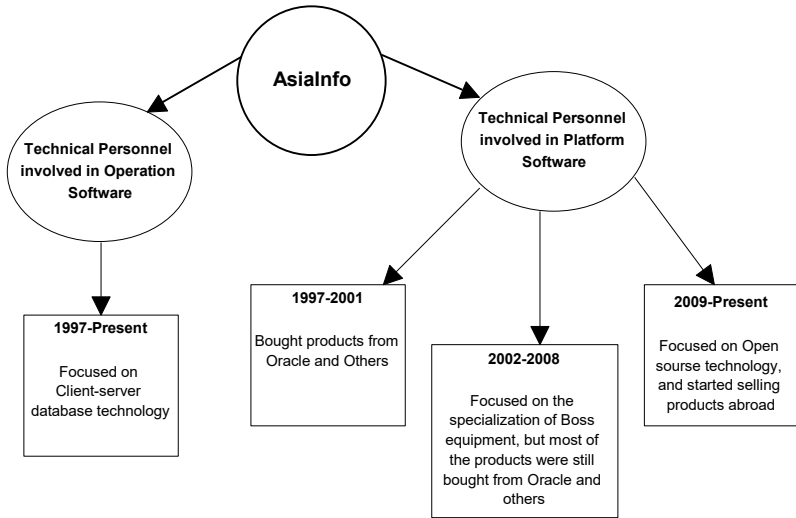 AsiaInfo
Technical Personnel
involved in Operation
Software
Technical Personnel
involved in Platform
Software
1997-Present
Focused on
Client-server
database technology
1997-2001
Bought products from
Oracle and Others
2002-2008
Focused on the
specialization of Boss
equipment, but most of
the products were still
bought from Oracle and
others
2009-Present
Focused on Open
sourse technology,
and started selling
products abroad